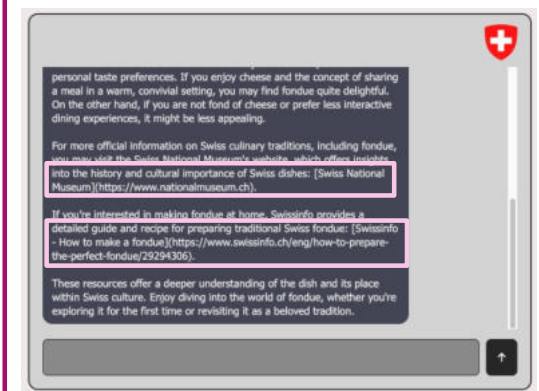 personal taste preferences. If you enjoy cheese and the concept of sharing
a meal in a warm, convivial setting, you may find fondue quite delightful.
On the other hand, if you are not fond of cheese or prefer less interactive
dining experiences, it might be less appealing.
For more official information on Swiss culinary traditions, including fondue,
you may visit the Swiss National Museum's website, which offers insights
into the history and cultural importance of Swiss dishes: [Swiss National
Museum](https://www.nationalmuseum.ch).
If you're interested in making fondue at home, Swissinfo provides a
detailed guide and recipe for preparing traditional Swiss fondue: [Swissinfo
- How to make a fondue](https://www.swissinfo.ch/eng/how-to-prepare-
the-perfect-fondue/29294306).
These resources offer a deeper understanding of the dish and its place
within Swiss culture. Enjoy diving into the world of fondue, whether you're
exploring it for the first time or revisiting it as a beloved tradition.